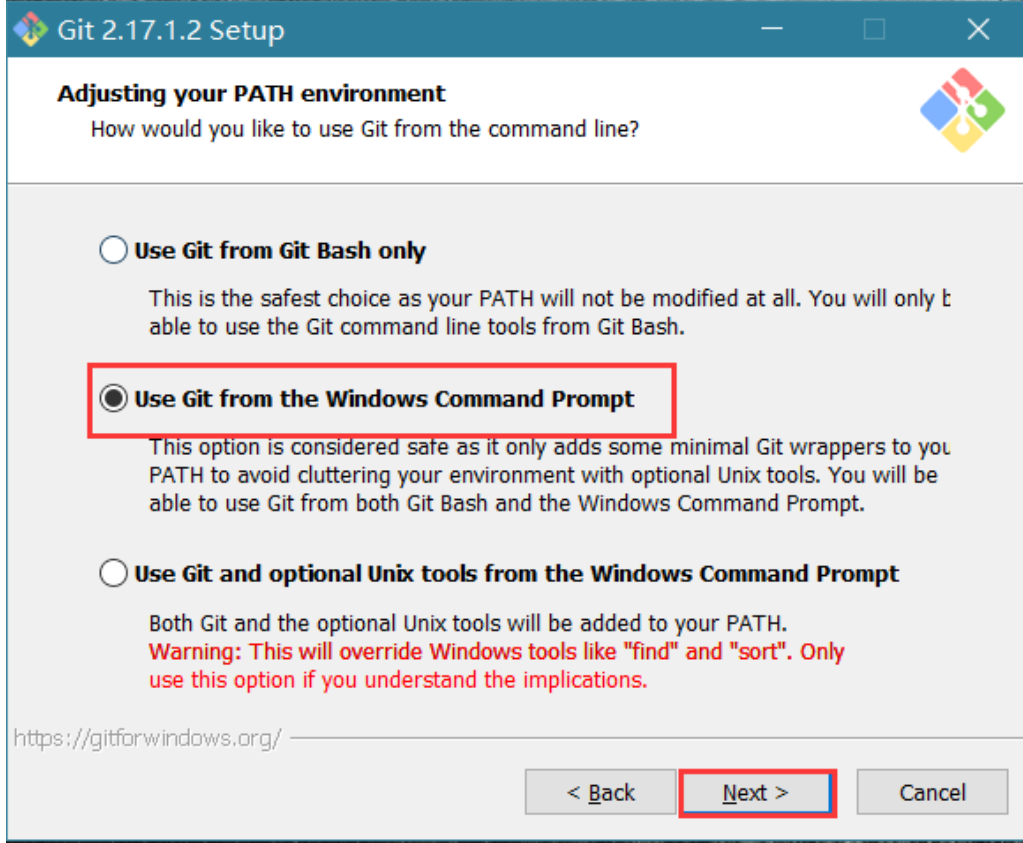 Git 2.17.1.2 Setup
Adjusting your PATH environment
How would you like to use Git from the command line?
Use Git from Git Bash only
This is the safest choice as your PATH will not be modified at all. You will only
able to use the Git command line tools from Git Bash.
Use Git from the Windows Command Prompt
This option is considered safe as it only adds some minimal Git wrappers to you
PATH to avoid cluttering your environment with optional Unix tools. You will be
able to use Git from both Git Bash and the Windows Command Prompt.
Use Git and optional Unix tools from the Windows Command Prompt
Both Git and the optional Unix tools will be added to your PATH.
Warning: This will override Windows tools like "find" and "sort". Only
use this option if you understand the implications.
https://gitforwindows.org/
< Back
Next >
Cancel